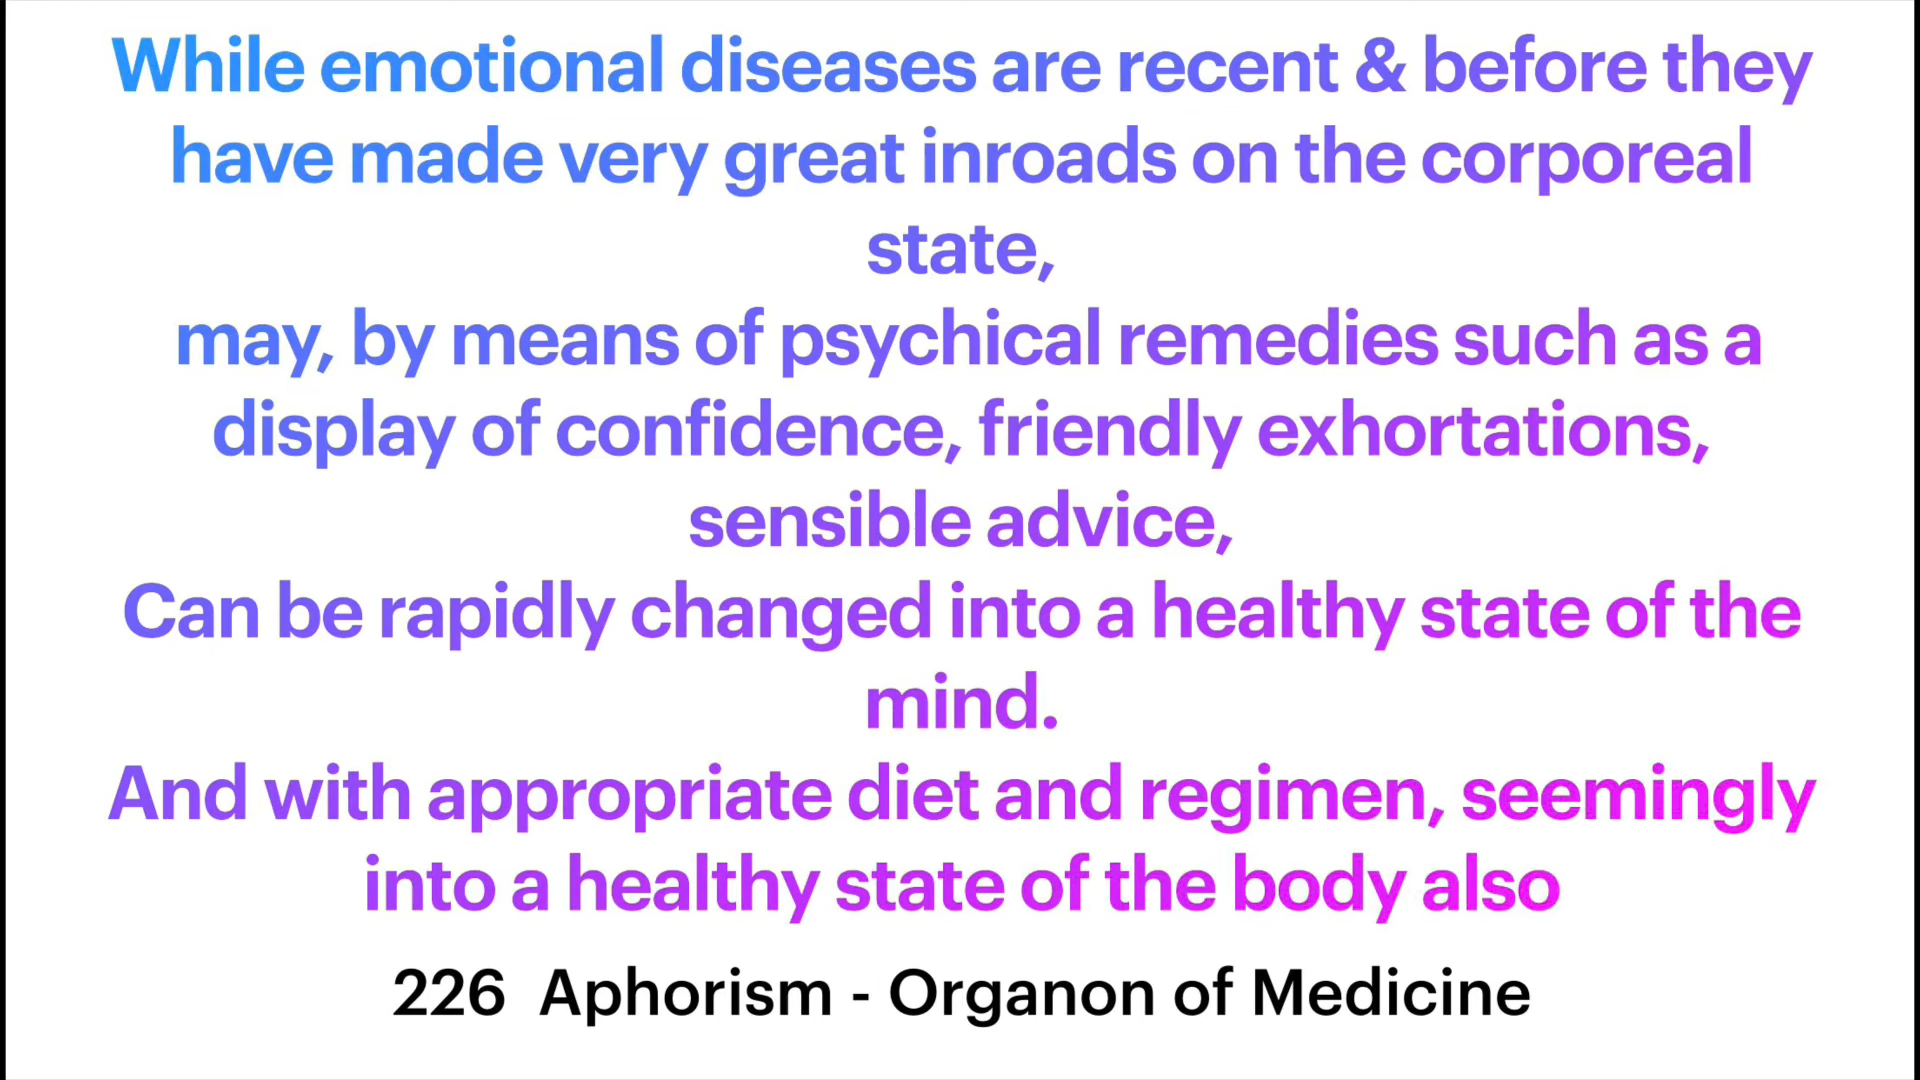 While emotional diseases are recent & before they
have made very great inroads on the corporeal
state,
may, by means of psychical remedies such as a
display of confidence, friendly exhortations,
sensible advice,
Can be rapidly changed into a healthy state of the
mind.
And with appropriate diet and regimen, seemingly
into a healthy state of the body also
226 Aphorism - Organon of Medicine